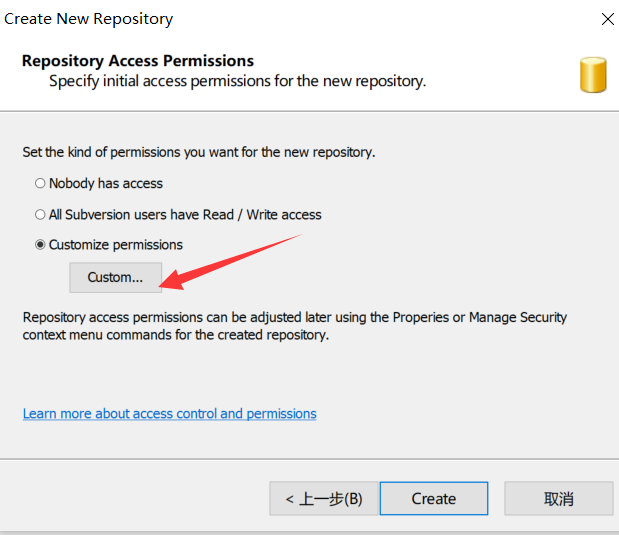 Create New Repository
Repository Access Permissions
Specify initial access permissions for the new repository.
Set the kind of permissions you want for the new repository.
Nobody has access
All Subversion users have Read / Write access
Customize permissions
Custom...
Repository access permissions can be adjusted later using the Properies or Manage Security
context menu commands for the created repository.
Learn more about access control and permissions
< 上一步(B)
Create
取消